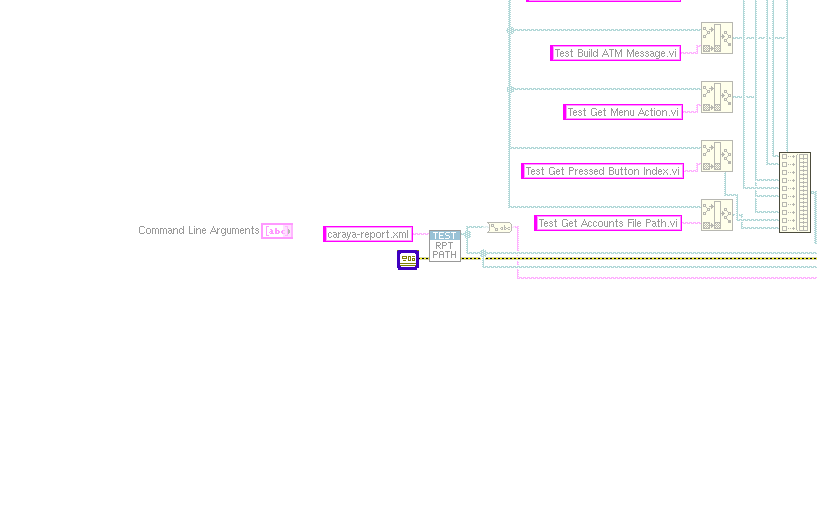 Test Build ATM Message.vi
Test Get Menu Action.vi
Test Get Pressed Button Index.vi
Test Get Accounts File Path.vi
Command Line Arguments
abc
caraya-report.xml
TEST
RPT
PATH
abc